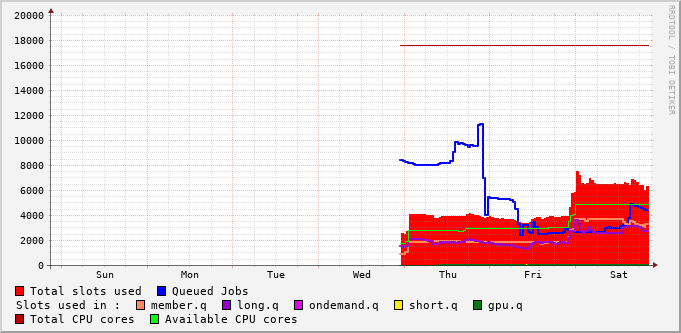 RRDTOOL / TOBI OETIKER
20000
18000
16000
14000
12000
10000
8000
6000
4000
2000
0
Sun Mon Tue Wed Thu Fri Sat
Total slots used Queued Jobs
Slots used in : member.q long.q ondemand.q short.q gpu.q
Total CPU cores Available CPU cores